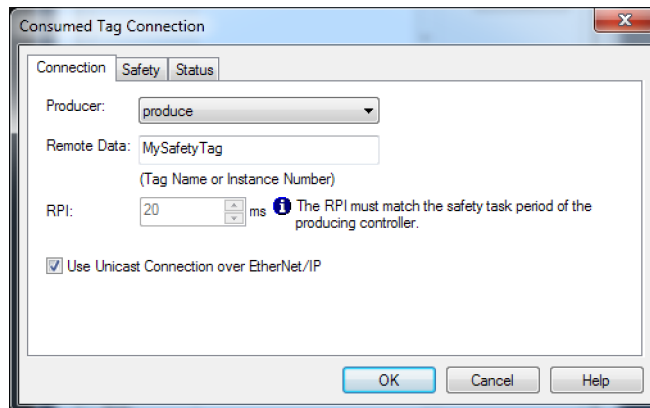 Consumed Tag Connection
Connection Safety Status
Producer: produce
Remote Data: MySafetyTag
(Tag Name or Instance Number)
RPI: 20 ms The RPI must match the safety task period of the
producing controller.
Use Unicast Connection over EtherNet/IP
OK Cancel Help